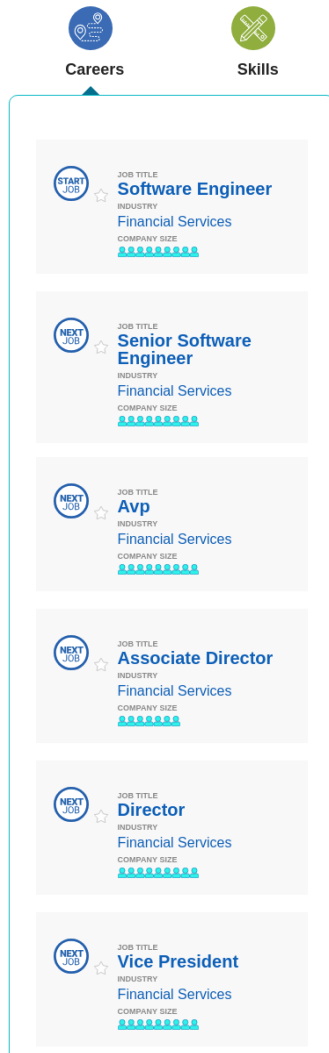 Careers
Skills
START
JOB
JOB TITLE
Software Engineer
INDUSTRY
Financial Services
COMPANY SIZE
NEXT
JOB
JOB TITLE
Senior Software
Engineer
INDUSTRY
Financial Services
COMPANY SIZE
NEXT
JOB
JOB TITLE
Avp
INDUSTRY
Financial Services
COMPANY SIZE
NEXT
JOB
JOB TITLE
Associate Director
INDUSTRY
Financial Services
COMPANY SIZE
NEXT
JOB
JOB TITLE
Director
INDUSTRY
Financial Services
COMPANY SIZE
NEXT
JOB
JOB TITLE
Vice President
INDUSTRY
Financial Services
COMPANY SIZE